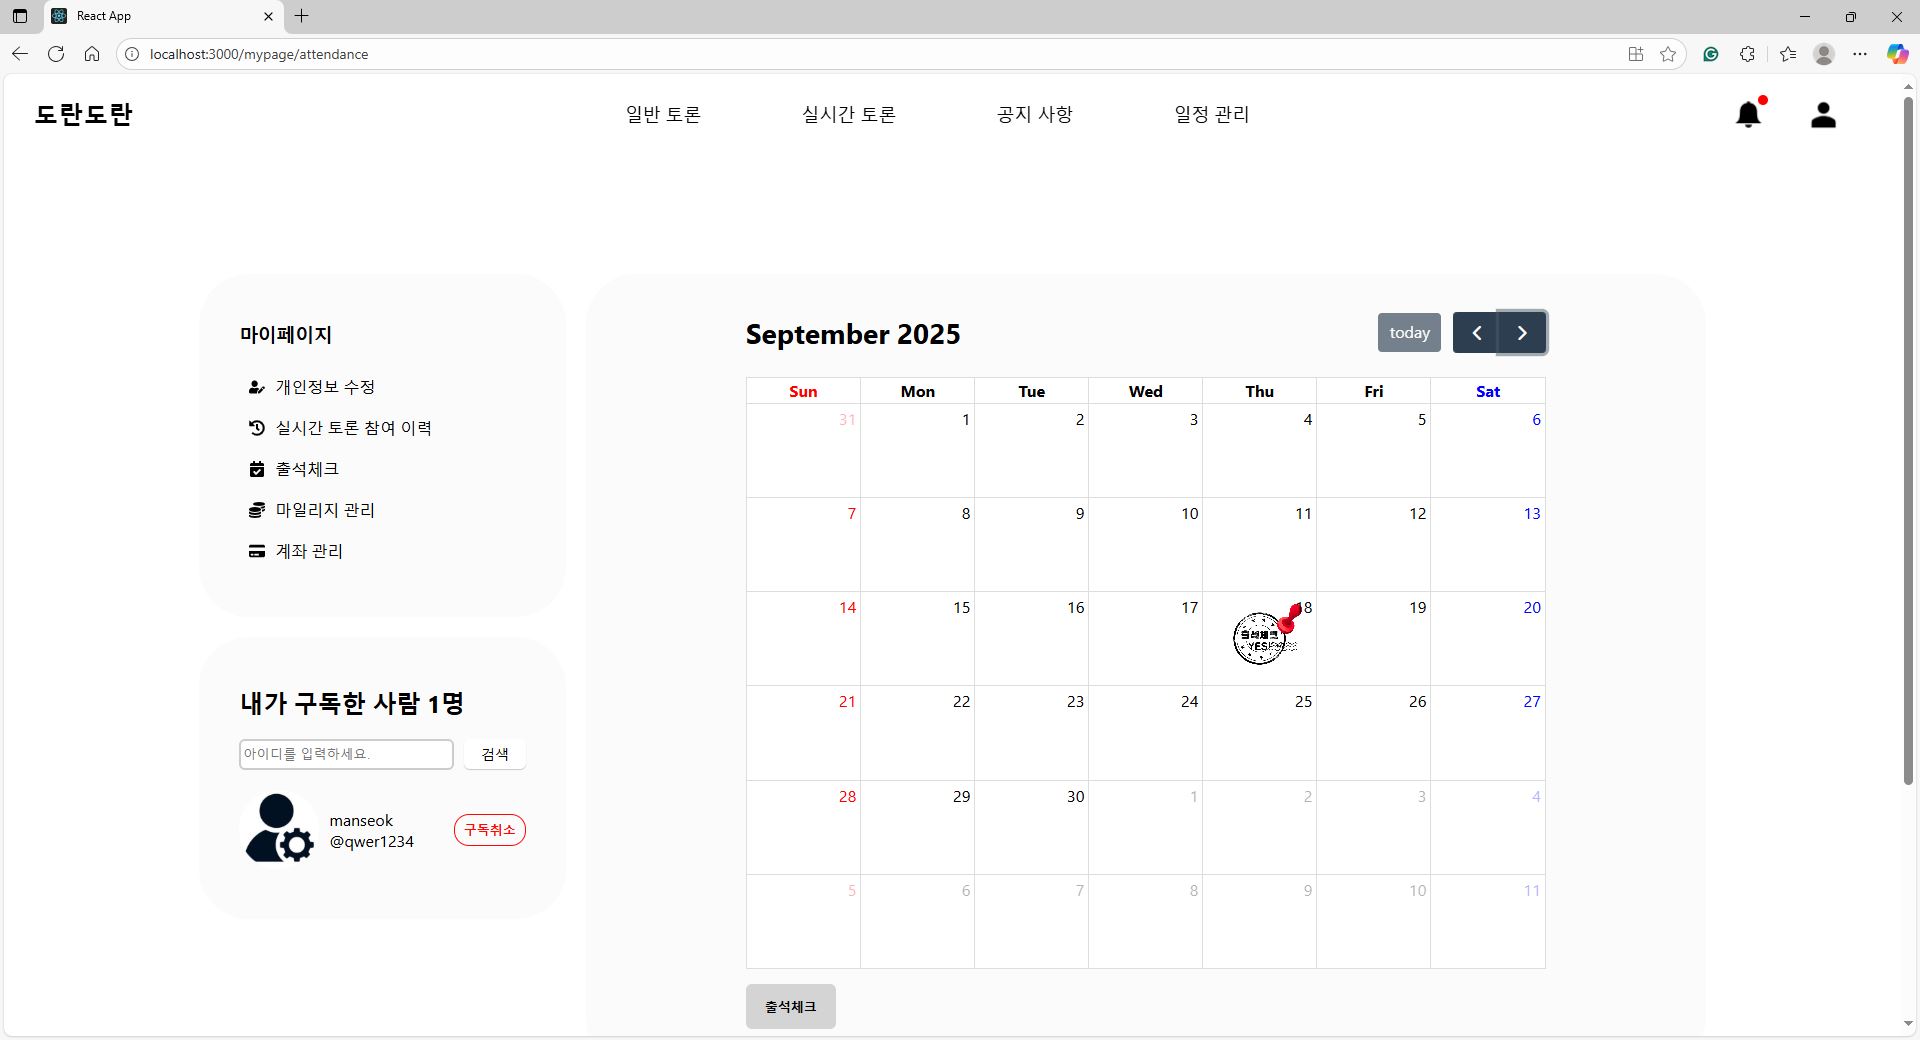 React App
localhost:3000/mypage/attendance
도란도란
일반 토론 실시간 토론 공지 사항 일정 관리
마이페이지
개인정보 수정
실시간 토론 참여 이력
출석체크
마일리지 관리
계좌 관리
내가 구독한 사람 1명
아이디를 입력하세요. 검색
manseok
@qwer1234
구독취소
September 2025
today
Sun Mon Tue Wed Thu Fri Sat
31 1 2 3 4 5 6
7 8 9 10 11 12 13
14 15 16 17 18 19 20
출석체크
YES!
21 22 23 24 25 26 27
28 29 30 1 2 3 4
5 6 7 8 9 10 11
출석체크